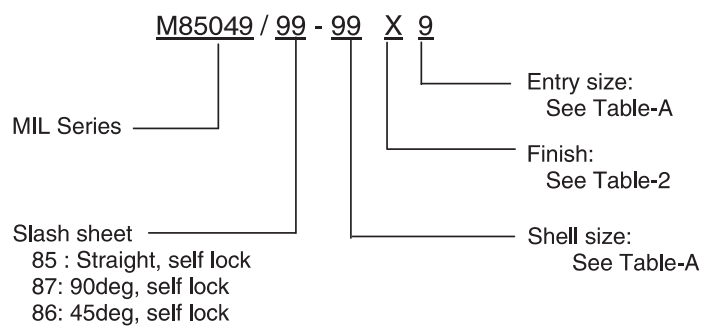 M85049 / 99 - 99 X 9
Entry size:
See Table-A
MIL Series
Finish:
See Table-2
Slash sheet
85 : Straight, self lock
87: 90deg, self lock
86: 45deg, self lock
Shell size:
See Table-A